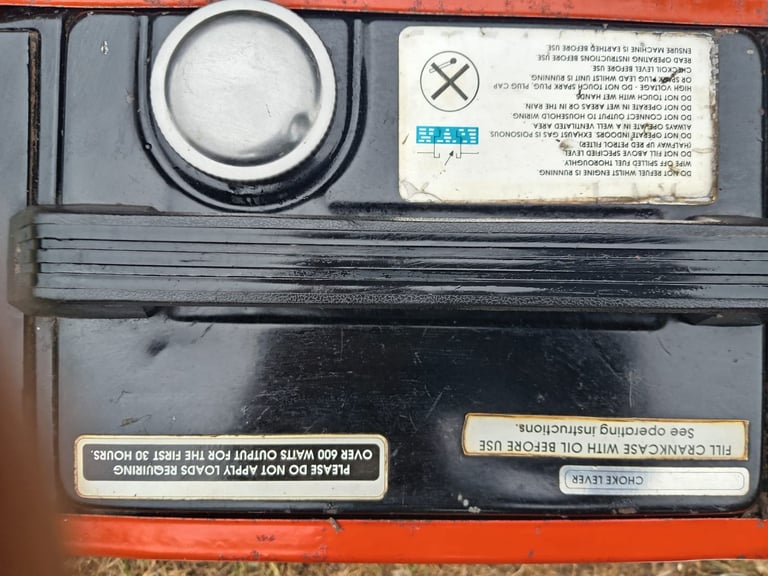 CHOKE LEVER
FILL CRANKCASE WITH OIL BEFORE USE
See operating instructions.
PLEASE DO NOT APPLY LOADS REQUIRING
OVER 600 WATTS OUTPUT FOR THE FIRST 30 HOURS.
DO NOT REFUEL WHILST ENGINE IS RUNNING
WIPE OFF SPILLED FUEL THOROUGHLY.
DO NOT FILL ABOVE SPECIFIED LEVEL
(HALFWAY UP RED PETROL FILTER)
DO NOT OPERATE INDOORS. EXHAUST GAS IS POISONOUS
ALWAYS OPERATE IN WELL VENTILATED AREA
DO NOT CONNECT OUTPUT TO HOUSEHOLD WIRING
DO NOT OPERATE IN WET AREAS OR IN THE RAIN.
DO NOT TOUCH WITH WET HANDS
HIGH VOLTAGE - DO NOT TOUCH SPARK PLUG CAP
OR SPARK PLUG LEAD WHILST UNIT IS RUNNING.
CHECK OIL LEVEL BEFORE USE
READ OPERATING INSTRUCTIONS BEFORE USE
ENSURE MACHINE IS EARTHED BEFORE USE